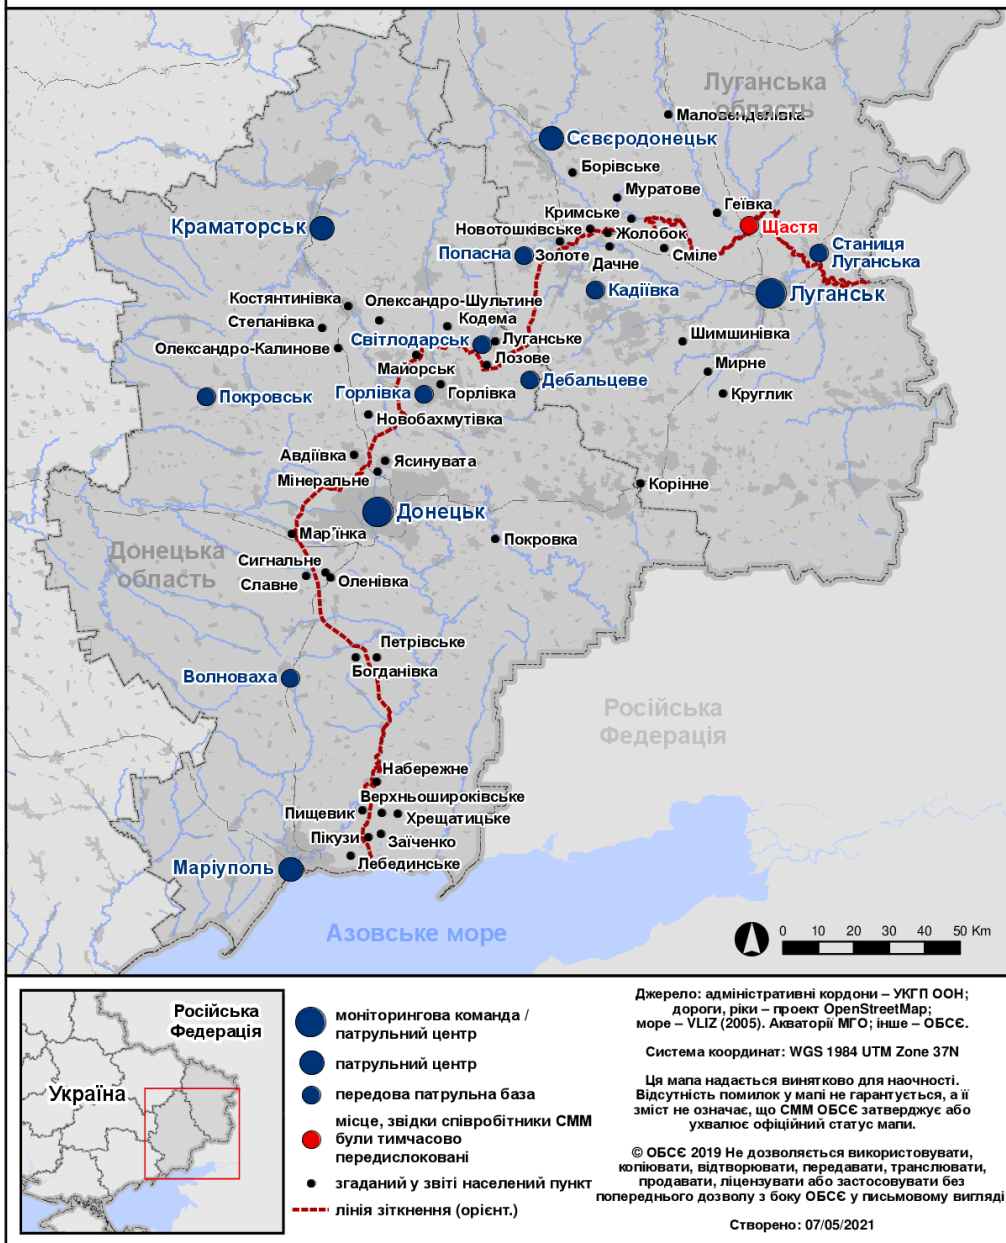 Луганська
область
Маловенделівка
Сєвєродонецьк
Борівське
Муратове
Геївка
Кримське
Щастя
Краматорськ
Новотошківське
Жолобок
Станиця
Луганська
Попасна
Золоте
Сміле
Дачне
Кадіївка
Луганськ
Костянтинівка
Олександро-Шультине
Степанівка
Кодема
Світлодарськ
Луганське
Шимшинівка
Олександро-Калинове
Лозове
Майорськ
Мирне
Дебальцеве
Покровськ
Горлівка
Горлівка
Круглик
Новобахмутівка
Авдіївка
Ясинувата
Мінеральне
Корінне
Донецьк
Мар'їнка
Покровка
Донецька
область
Сигнальне
Славне
Оленівка
Петрівське
Богданівка
Волноваха
Російська
Федерація
Набережне
Верхньошироківське
Пищевик
Хрещатицьке
Пікузи
Заїченко
Лебединське
Маріуполь
Азовське море
0 10 20 30 40 50 Km
Російська
Федерація
Україна
моніторингова команда /
патрульний центр
патрульний центр
передова патрульна база
місце, звідки співробітники СММ
були тимчасово
передислоковані
згаданий у звіті населений пункт
лінія зіткнення (орієнт.)
Джерело: адміністративні кордони – УКГП ООН;
дороги, ріки – проект OpenStreetMap;
море – VLIZ (2005). Акваторії МГО; інше – ОБСЄ.
Система координат: WGS 1984 UTM Zone 37N
Ця мапа надається винятково для наочності.
Відсутність помилок у мапі не гарантується, а її
зміст не означає, що СММ ОБСЄ затверджує або
ухвалює офіційний статус мапи.
© ОБСЄ 2019 Не дозволяється використовувати,
копіювати, відтворювати, передавати, транслювати,
продавати, ліцензувати або застосовувати без
попереднього дозволу з боку ОБСЄ у письмовому вигляді
Створено: 07/05/2021